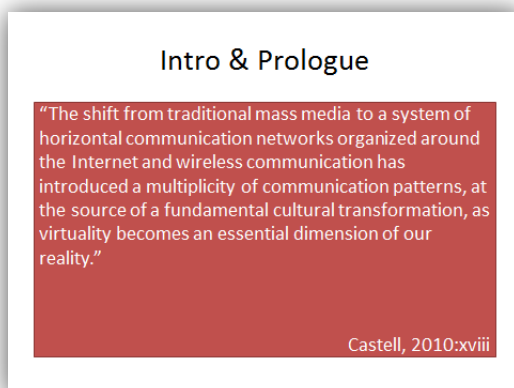 Intro & Prologue
“The shift from traditional mass media to a system of
horizontal communication networks organized around
the Internet and wireless communication has
introduced a multiplicity of communication patterns, at
the source of a fundamental cultural transformation, as
virtuality becomes an essential dimension of our
reality.”
Castell, 2010:xviii